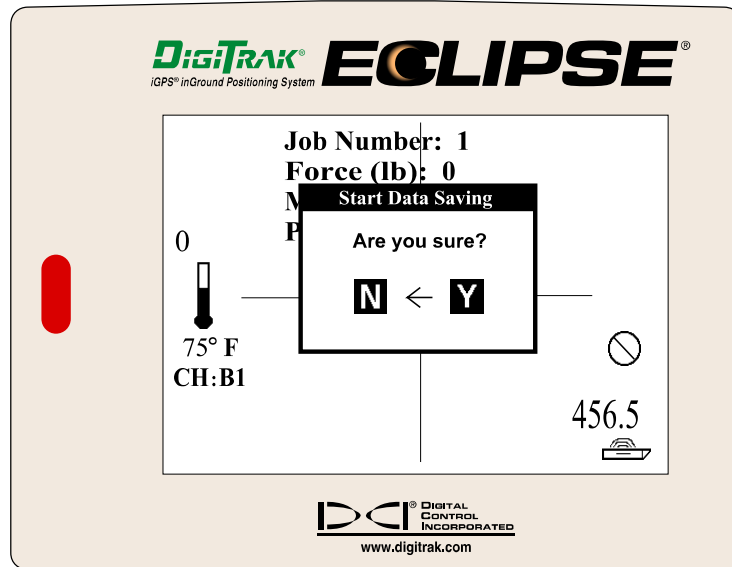 DIGITRAK®
iGPS® inGround Positioning System
ECLIPSE®
Job Number: 1
Force (lb): 0
M
P
Start Data Saving
Are you sure?
N ← Y
0
75° F
CH:B1
456.5
® DIGITAL
CONTROL
INCORPORATED
www.digitrak.com